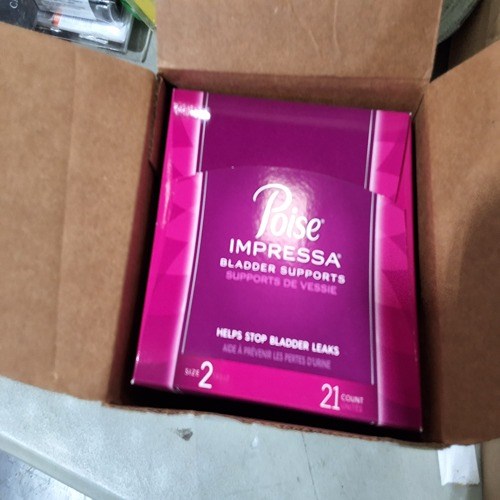 Poise
IMPRESSA
BLADDER SUPPORTS
SUPPORTS DE VESSIE
HELPS STOP BLADDER LEAKS
AIDE À PRÉVENIR LES PERTES D'URINE
SIZE 2
21 COUNT